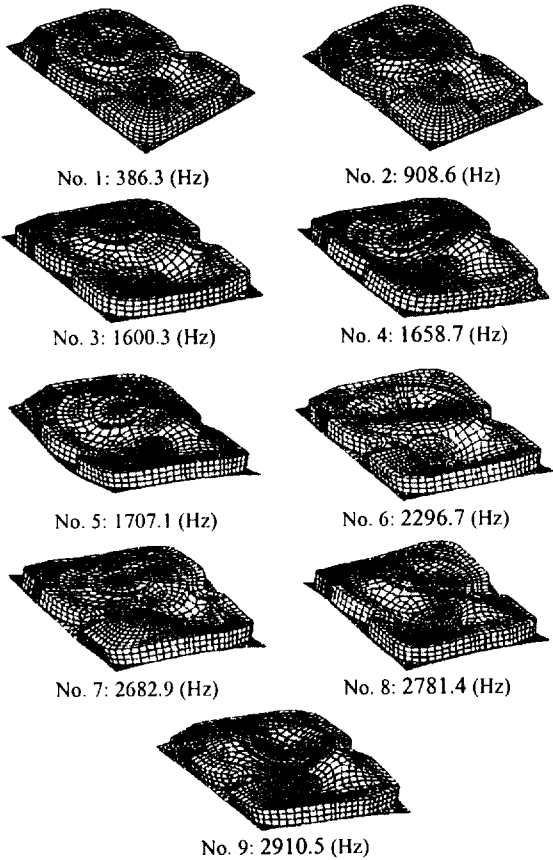 No. 1: 386.3 (Hz)
No. 2: 908.6 (Hz)
No. 3: 1600.3 (Hz)
No. 4: 1658.7 (Hz)
No. 5: 1707.1 (Hz)
No. 6: 2296.7 (Hz)
No. 7: 2682.9 (Hz)
No. 8: 2781.4 (Hz)
No. 9: 2910.5 (Hz)